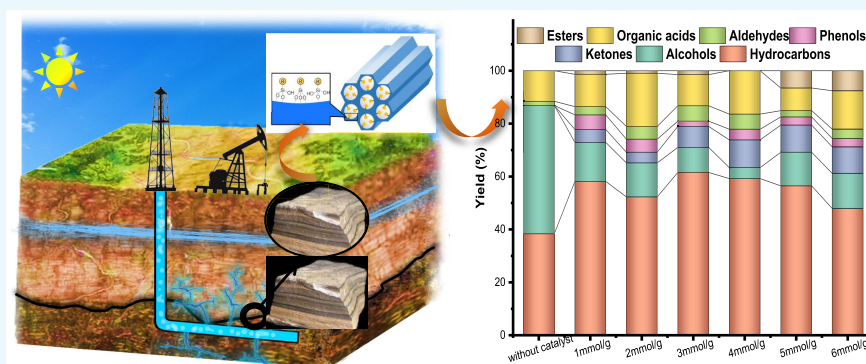 Esters Organic acids Aldehydes Phenols
Ketones Alcohols Hydrocarbons
100
80
60
40
20
0
Yield (%)
without catalyst 1mmol/g 2mmol/g 3mmol/g 4mmol/g 5mmol/g 6mmol/g